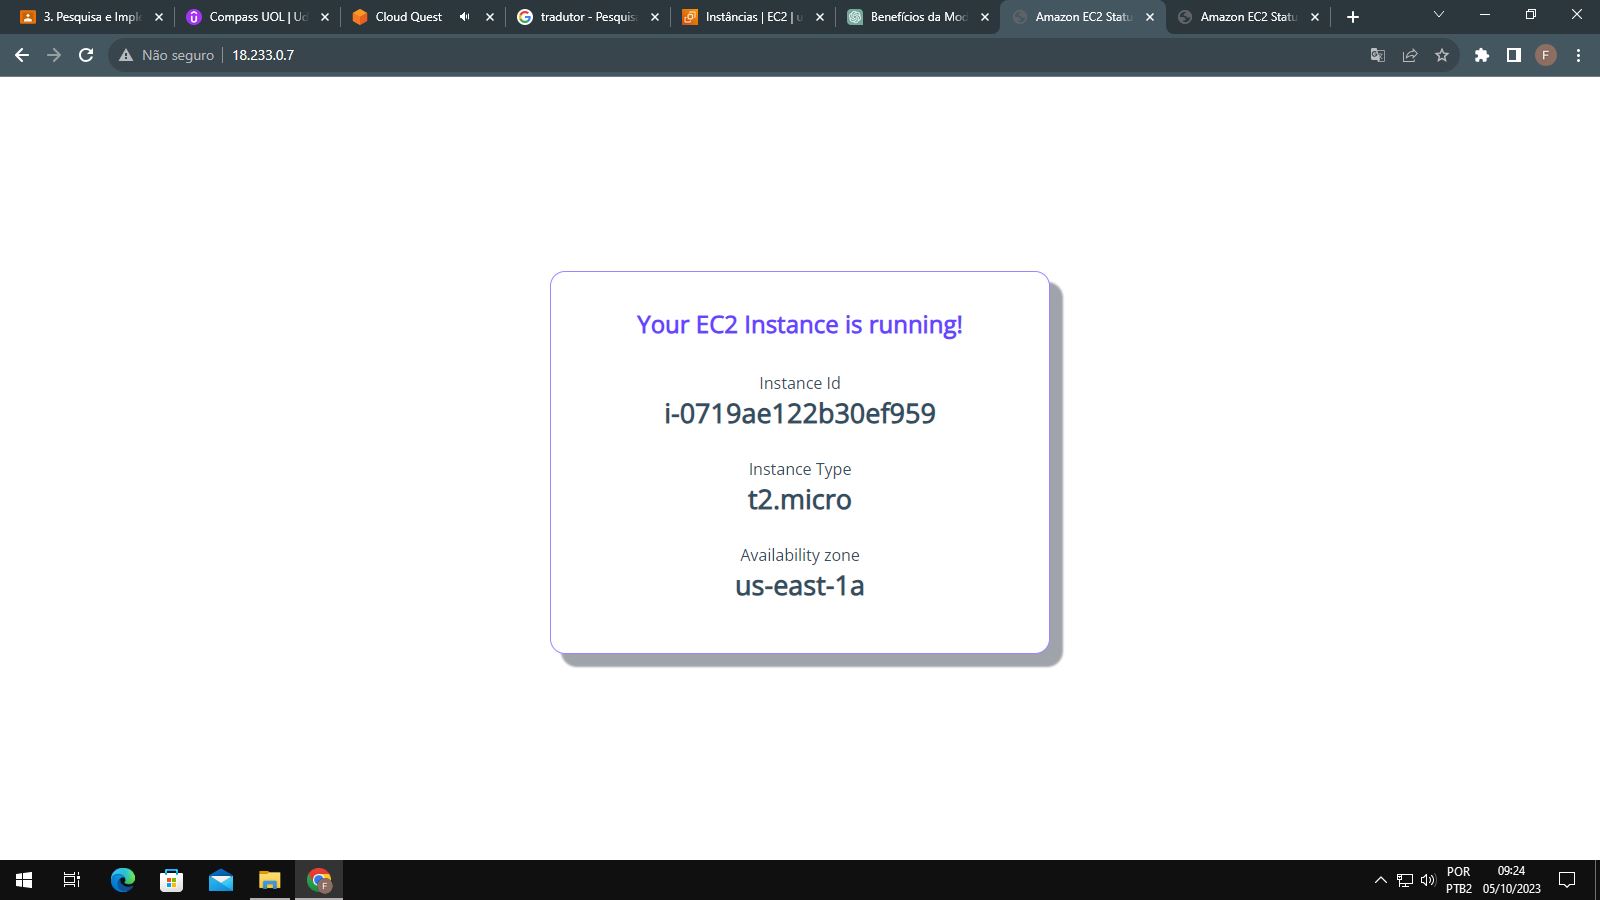 3. Pesquisa e Imple
Compass UOL | Ud
Cloud Quest
tradutor - Pesquisa
Instâncias | EC2 | u
Benefícios da Mod
Amazon EC2 Statu
Amazon EC2 Statu
Não seguro
18.233.0.7
F
Your EC2 Instance is running!
Instance Id
i-0719ae122b30ef959
Instance Type
t2.micro
Availability zone
us-east-1a
F
POR
PTB2
09:24
05/10/2023